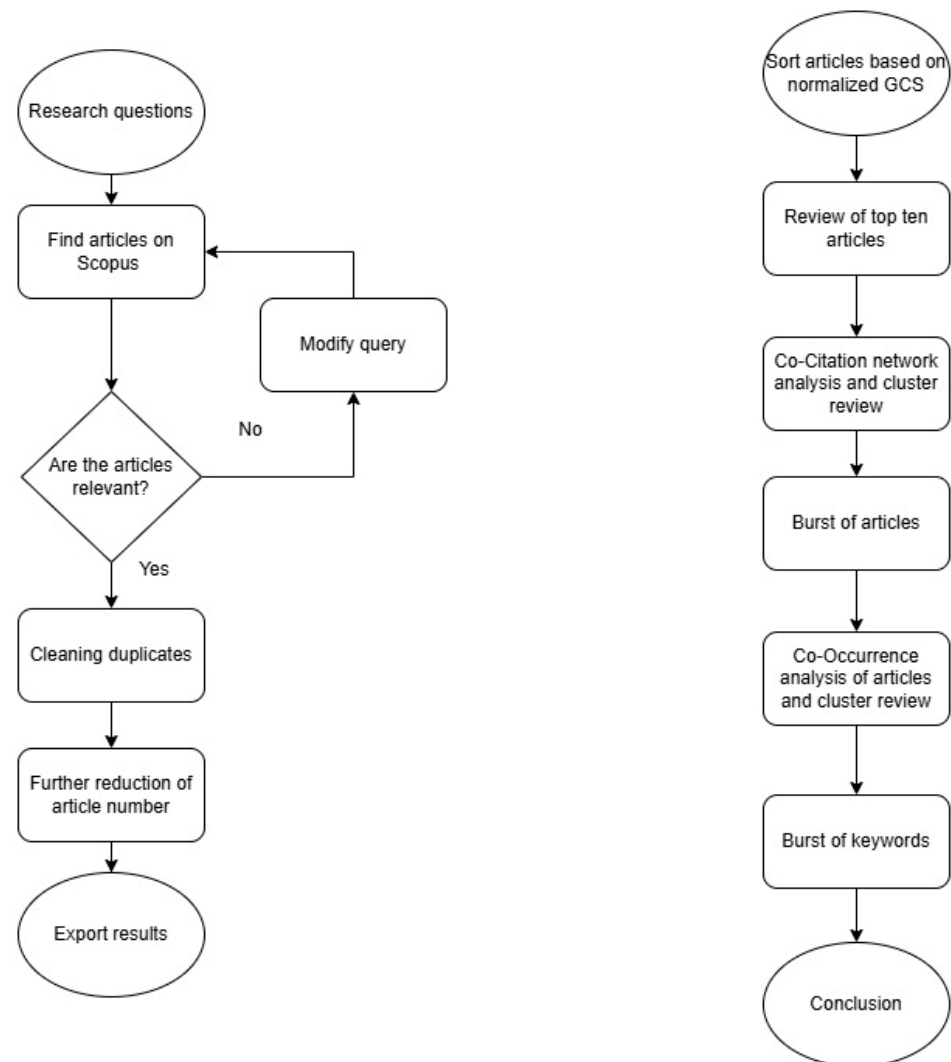 Research questions
Find articles on
Scopus
Modify query
No
Are the articles
relevant?
Yes
Cleaning duplicates
Further reduction of
article number
Export results
Sort articles based on
normalized GCS
Review of top ten
articles
Co-Citation network
analysis and cluster
review
Burst of articles
Co-Occurrence
analysis of articles
and cluster review
Burst of keywords
Conclusion